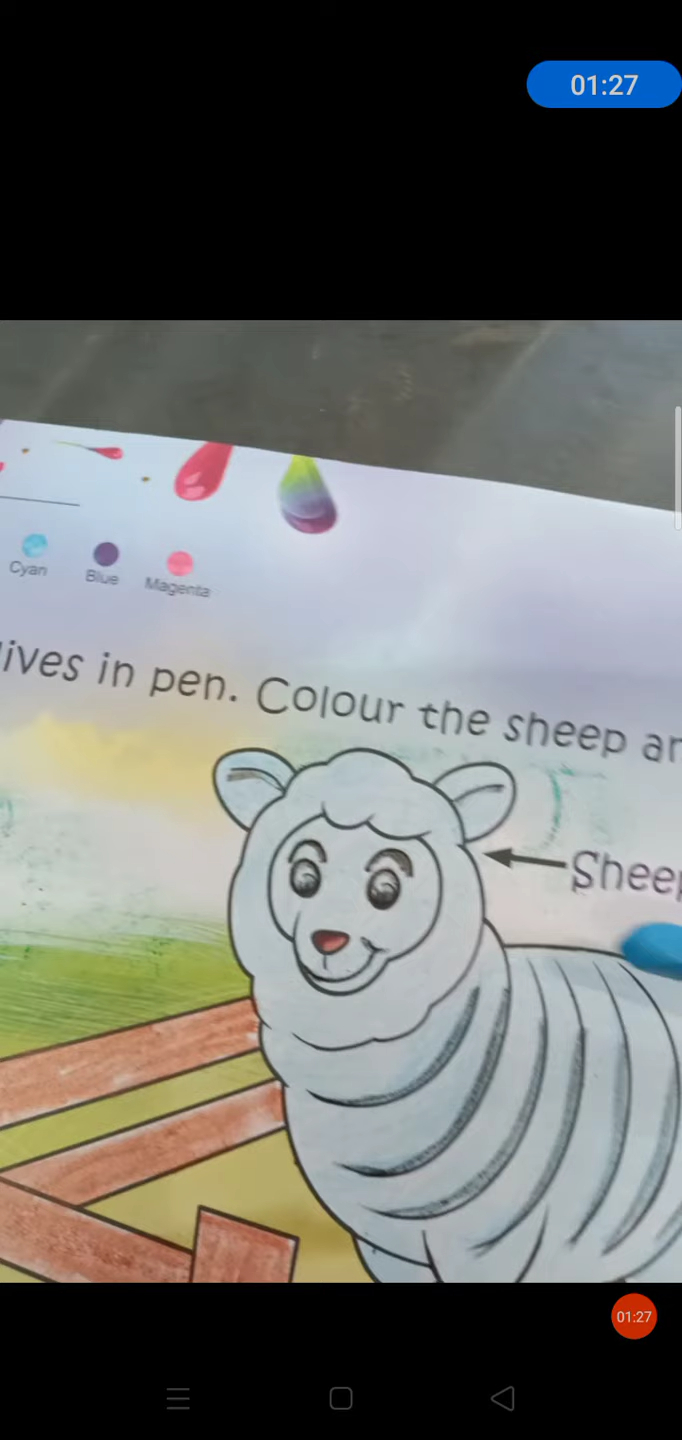 01:27
Cyan Blue Magenta
ives in pen. Colour the sheep ar
Sheep
01:27